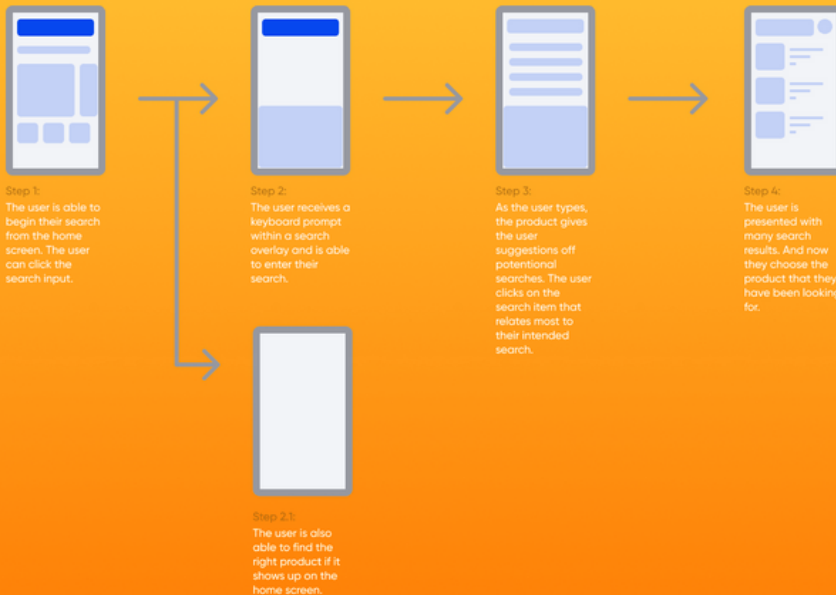 Step 1:
The user is able to
begin their search
from the home
screen. The user
can click the
search input.
Step 2:
The user receives a
keyboard prompt
within a search
overlay and is able
to enter their
search.
Step 3:
As the user types,
the product gives
the user
suggestions off
potentional
searches. The user
clicks on the
search item that
relates most to
their intended
search.
Step 4:
The user is
presented with
many search
results. And now
they choose the
product that they
have been looking
for.
Step 2.1:
The user is also
able to find the
right product if it
shows up on the
home screen.